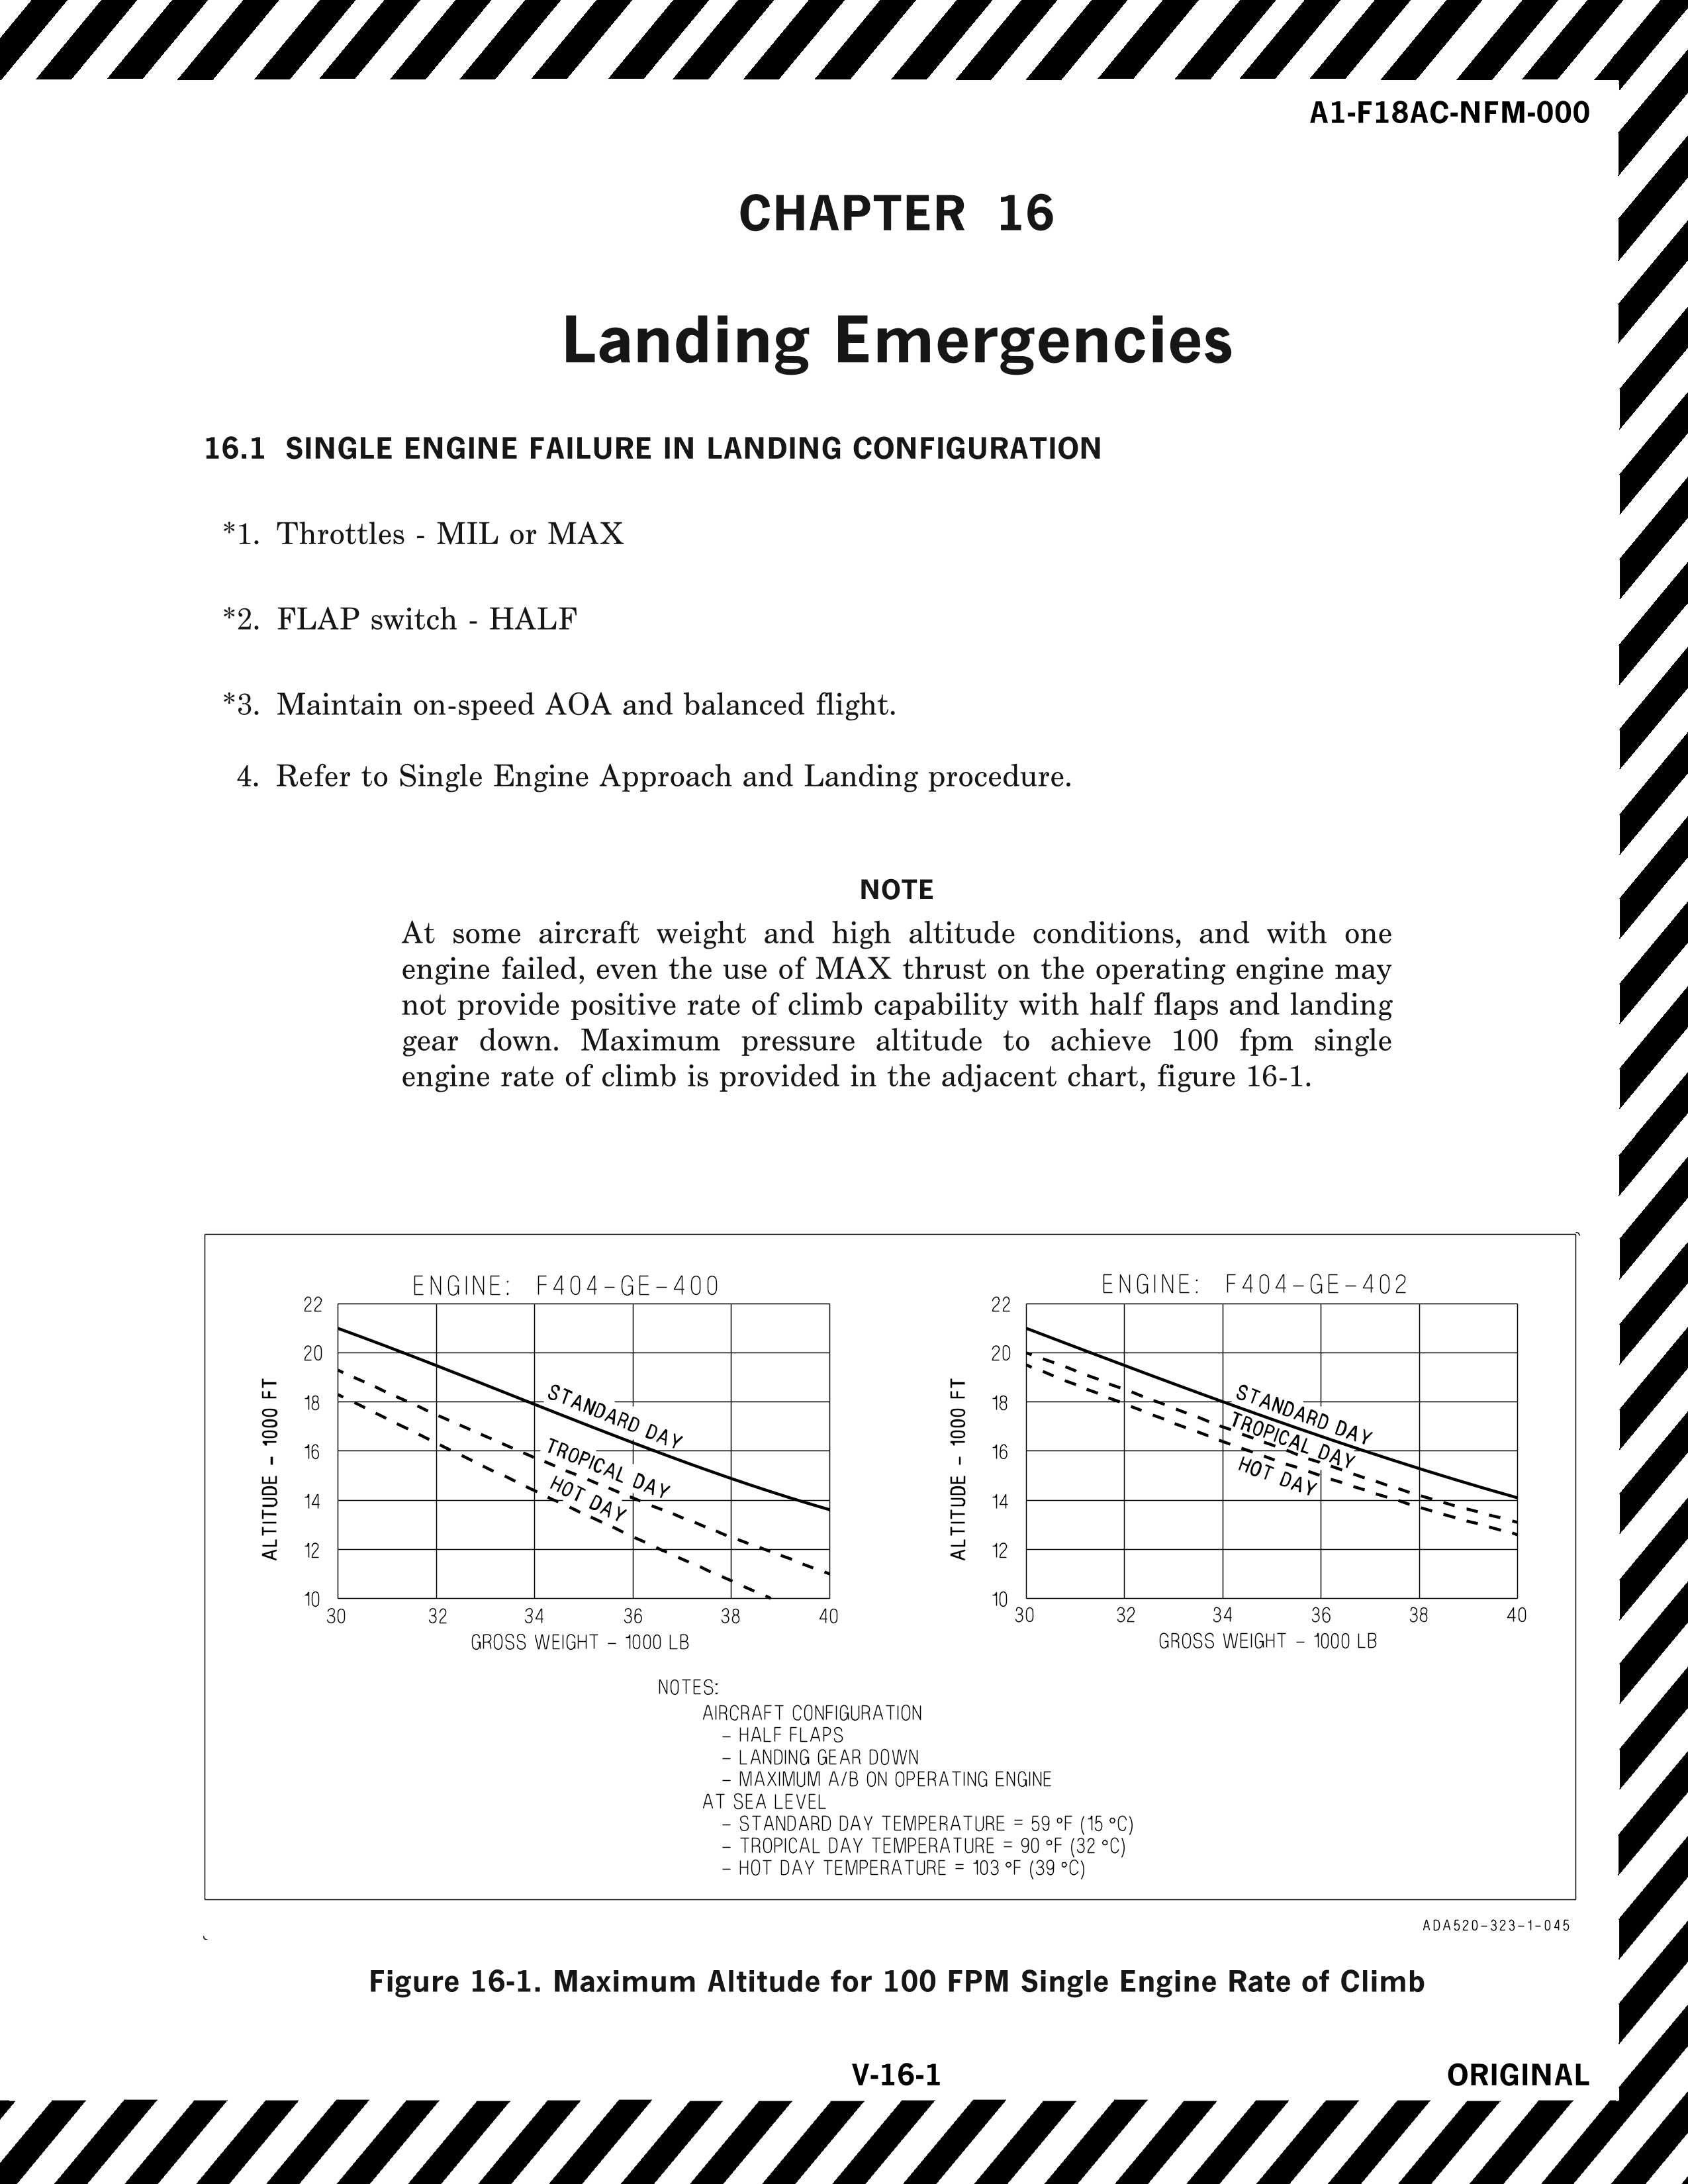 A1-F18AC-NFM-000
CHAPTER 16
Landing Emergencies
16.1 SINGLE ENGINE FAILURE IN LANDING CONFIGURATION
*1. Throttles - MIL or MAX
*2. FLAP switch - HALF
*3. Maintain on-speed AOA and balanced flight.
4. Refer to Single Engine Approach and Landing procedure.
NOTE
At some aircraft weight and high altitude conditions, and with one
engine failed, even the use of MAX thrust on the operating engine may
not provide positive rate of climb capability with half flaps and landing
gear down. Maximum pressure altitude to achieve 100 fpm single
engine rate of climb is provided in the adjacent chart, figure 16-1.
ENGINE: F404-GE-400
22
20
18
16
14
12
10
ALTITUDE - 1000 FT
STANDARD DAY
TROPICAL DAY
HOT DAY
30 32 34 36 38 40
GROSS WEIGHT - 1000 LB
ENGINE: F404-GE-402
22
20
18
16
14
12
10
ALTITUDE - 1000 FT
STANDARD DAY
TROPICAL DAY
HOT DAY
30 32 34 36 38 40
GROSS WEIGHT - 1000 LB
NOTES:
AIRCRAFT CONFIGURATION
- HALF FLAPS
- LANDING GEAR DOWN
- MAXIMUM A/B ON OPERATING ENGINE
AT SEA LEVEL
- STANDARD DAY TEMPERATURE = 59 °F (15 °C)
- TROPICAL DAY TEMPERATURE = 90 °F (32 °C)
- HOT DAY TEMPERATURE = 103 °F (39 °C)
ADA520-323-1-045
Figure 16-1. Maximum Altitude for 100 FPM Single Engine Rate of Climb
V-16-1
ORIGINAL